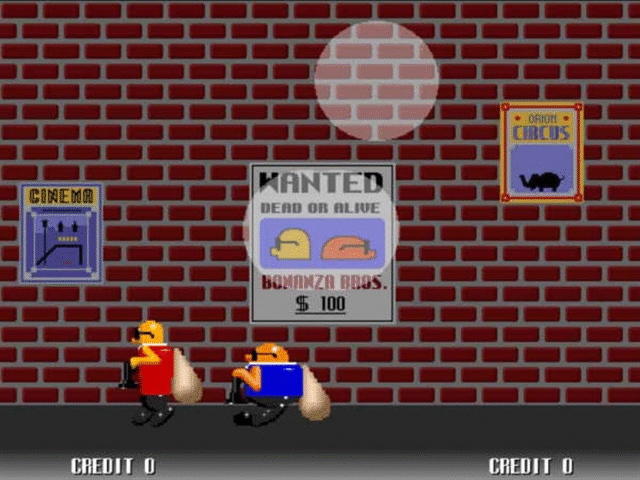 ORION
CIRCUS
WANTED
DEAD OR ALIVE
CINEMA
BONANZA BROS.
$ 100
CREDIT 0
CREDIT 0